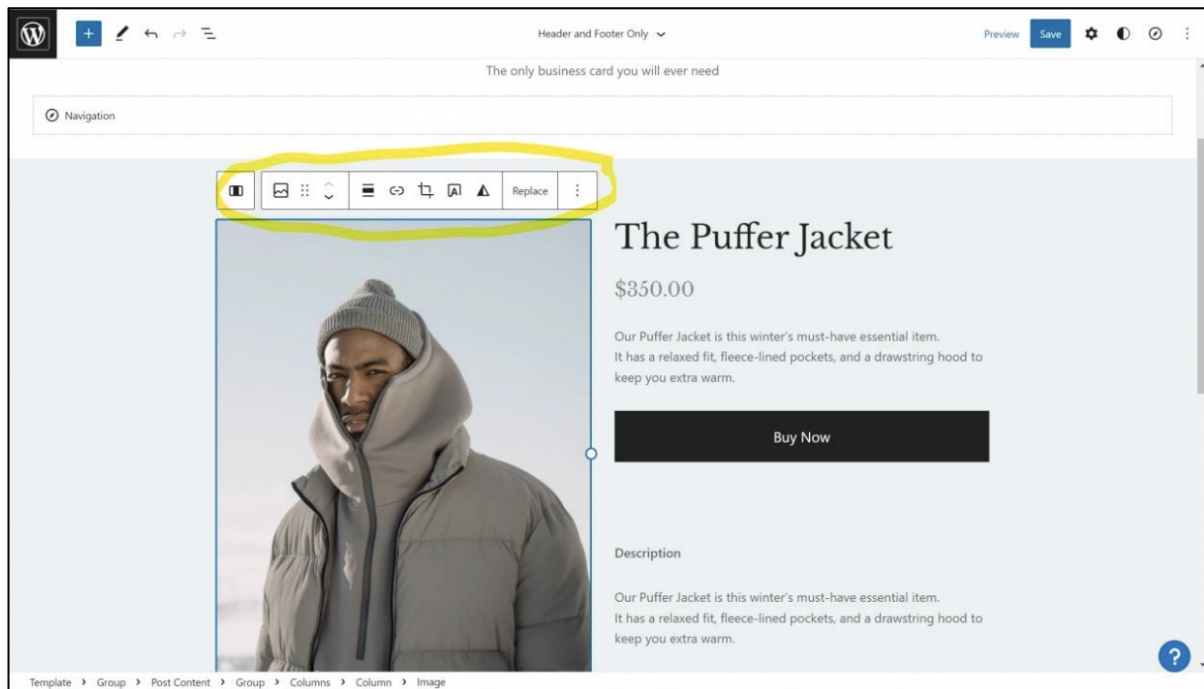 Header and Footer Only
Preview
Save
The only business card you will ever need
Navigation
A
Replace
The Puffer Jacket
$350.00
Our Puffer Jacket is this winter's must-have essential item.
It has a relaxed fit, fleece-lined pockets, and a drawstring hood to
keep you extra warm.
Buy Now
Description
Our Puffer Jacket is this winter's must-have essential item.
It has a relaxed fit, fleece-lined pockets, and a drawstring hood to
keep you extra warm.
?
Template > Group > Post Content > Group > Columns > Column > Image